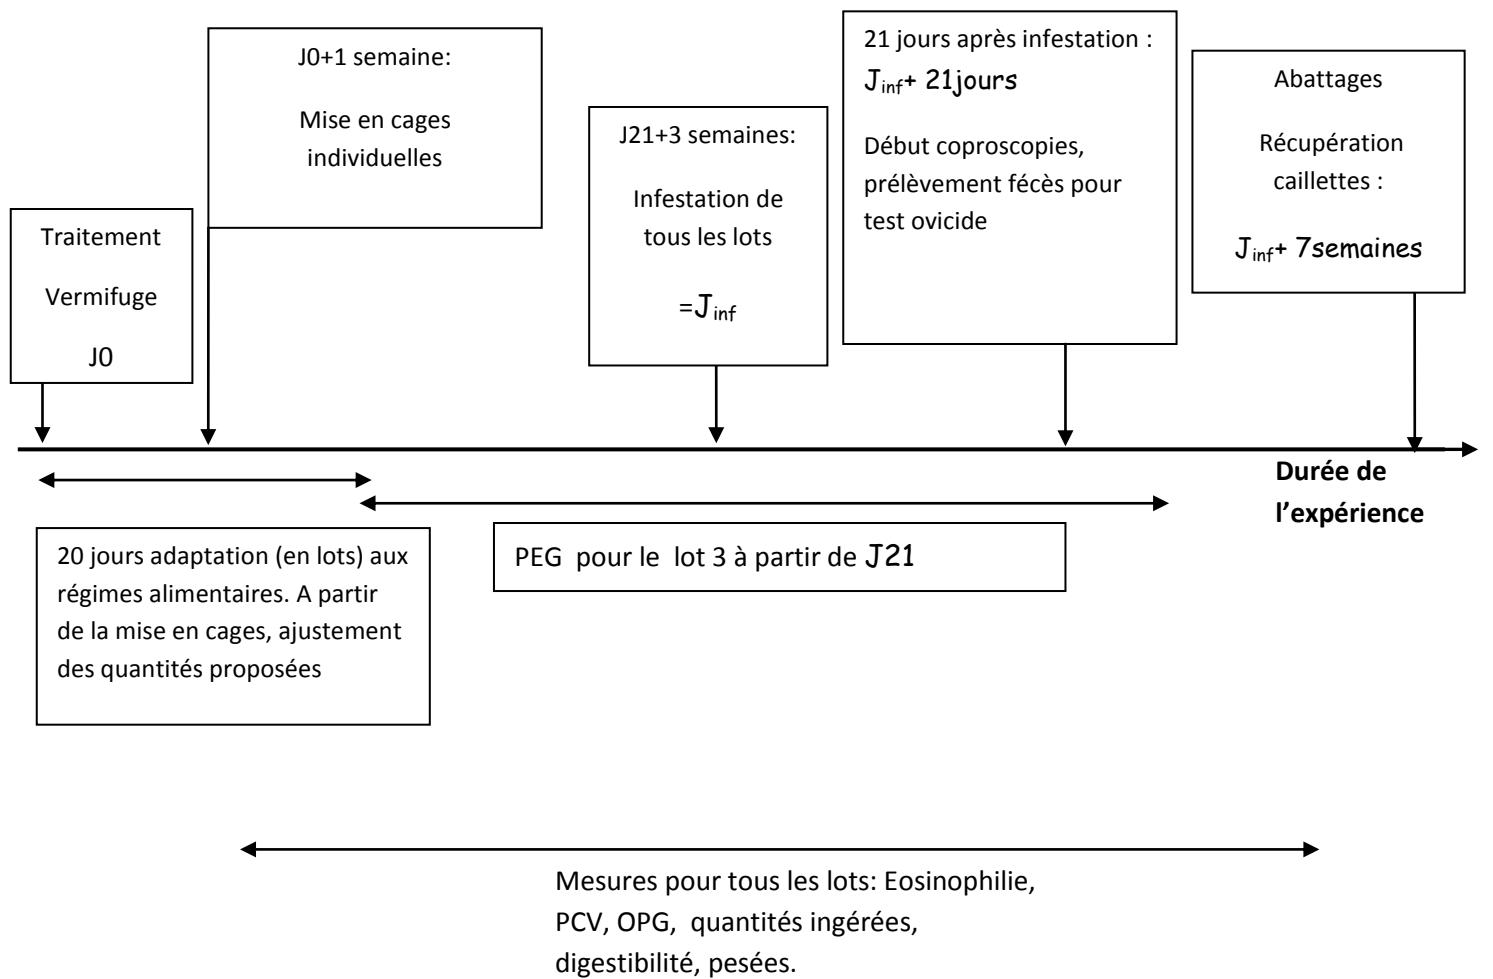 Traitement
Vermifuge
J0
J0+1 semaine:
Mise en cages
individuelles
J21+3 semaines:
Infestation de
tous les lots
=Jinf
21 jours après infestation :
Jinf+ 21jours
Début coproscopies,
prélèvement fécès pour
test ovicide
Abattages
Récupération
caillettes :
Jinf+ 7semaines
Durée de
l’expérience
20 jours adaptation (en lots) aux
régimes alimentaires. A partir
de la mise en cages, ajustement
des quantités proposées
PEG pour le lot 3 à partir de J21
Mesures pour tous les lots: Eosinophilie,
PCV, OPG, quantités ingérées,
digestibilité, pesées.